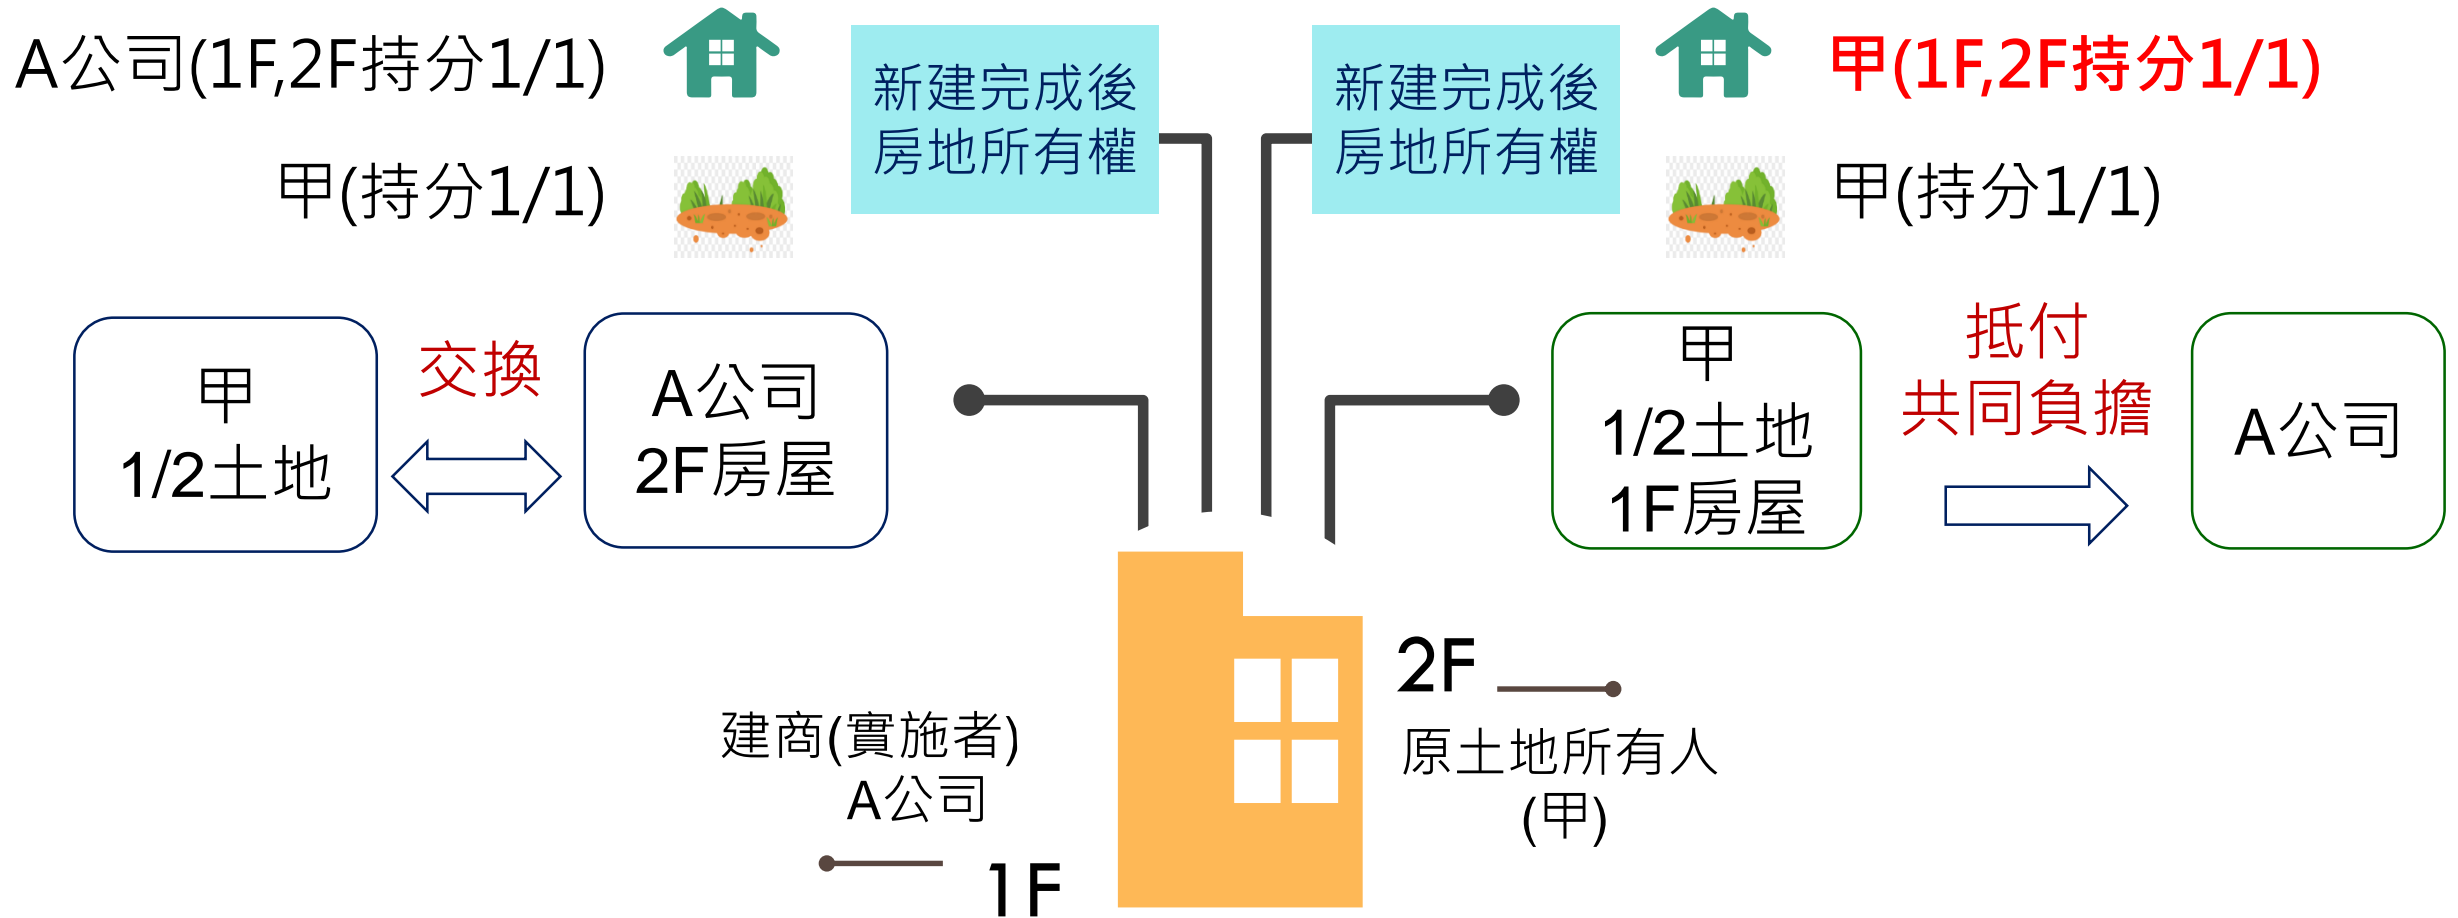 A公司(1F,2F持分1/1)
甲(持分1/1)
新建完成後
房地所有權
新建完成後
房地所有權
甲(1F,2F持分1/1)
甲(持分1/1)
甲
1/2土地
交換
A公司
2F房屋
甲
1/2土地
1F房屋
抵付
共同負擔
A公司
建商(實施者)
A公司
1F
2F
原土地所有人
(甲)